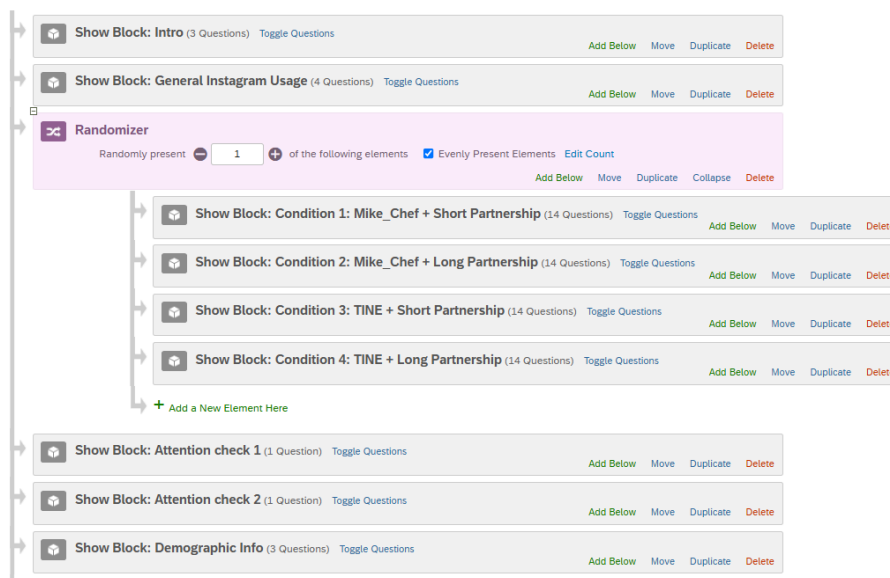 Show Block: Intro (3 Questions) Toggle Questions
Add Below Move Duplicate Delete
Show Block: General Instagram Usage (4 Questions) Toggle Questions
Add Below Move Duplicate Delete
Randomizer
Randomly present 1 of the following elements Evenly Present Elements Edit Count
Add Below Move Duplicate Collapse Delete
Show Block: Condition 1: Mike_Chef + Short Partnership (14 Questions) Toggle Questions
Add Below Move Duplicate Delet
Show Block: Condition 2: Mike_Chef + Long Partnership (14 Questions) Toggle Questions
Add Below Move Duplicate Delet
Show Block: Condition 3: TINE + Short Partnership (14 Questions) Toggle Questions
Add Below Move Duplicate Delet
Show Block: Condition 4: TINE + Long Partnership (14 Questions) Toggle Questions
Add Below Move Duplicate Delet
+ Add a New Element Here
Show Block: Attention check 1 (1 Question) Toggle Questions
Add Below Move Duplicate Delete
Show Block: Attention check 2 (1 Question) Toggle Questions
Add Below Move Duplicate Delete
Show Block: Demographic Info (3 Questions) Toggle Questions
Add Below Move Duplicate Delete